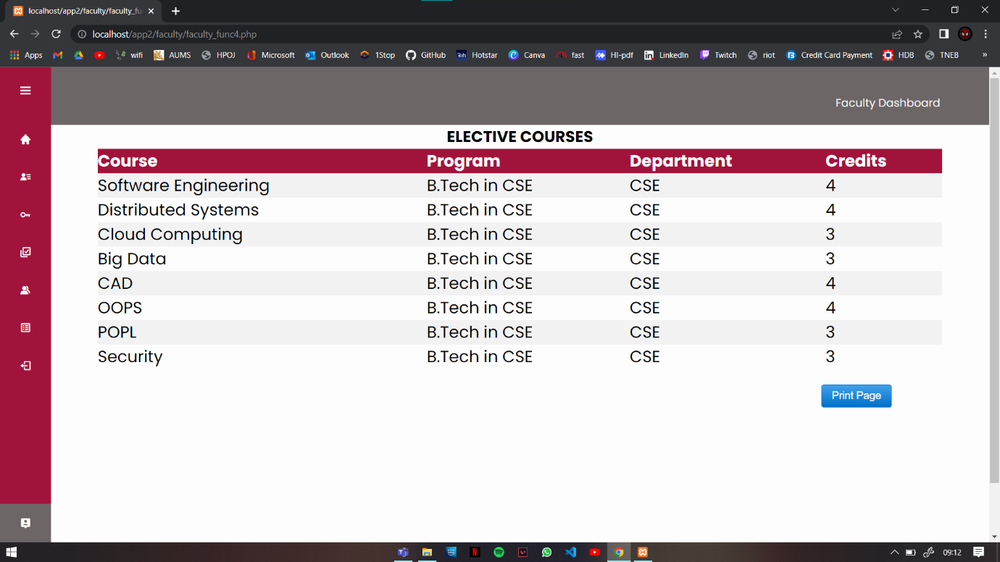 localhost/app2/faculty/faculty_fu
localhost/app2/faculty/faculty_func4.php
Apps wifi AUMS HPOJ Microsoft Outlook 1Stop GitHub Hotstar Canva fast HI-pdf LinkedIn Twitch riot Credit Card Payment HDB TNEB »
Faculty Dashboard
ELECTIVE COURSES
Course Program Department Credits
Software Engineering B.Tech in CSE CSE 4
Distributed Systems B.Tech in CSE CSE 4
Cloud Computing B.Tech in CSE CSE 3
Big Data B.Tech in CSE CSE 3
CAD B.Tech in CSE CSE 4
OOPS B.Tech in CSE CSE 4
POPL B.Tech in CSE CSE 3
Security B.Tech in CSE CSE 3
Print Page
09:12